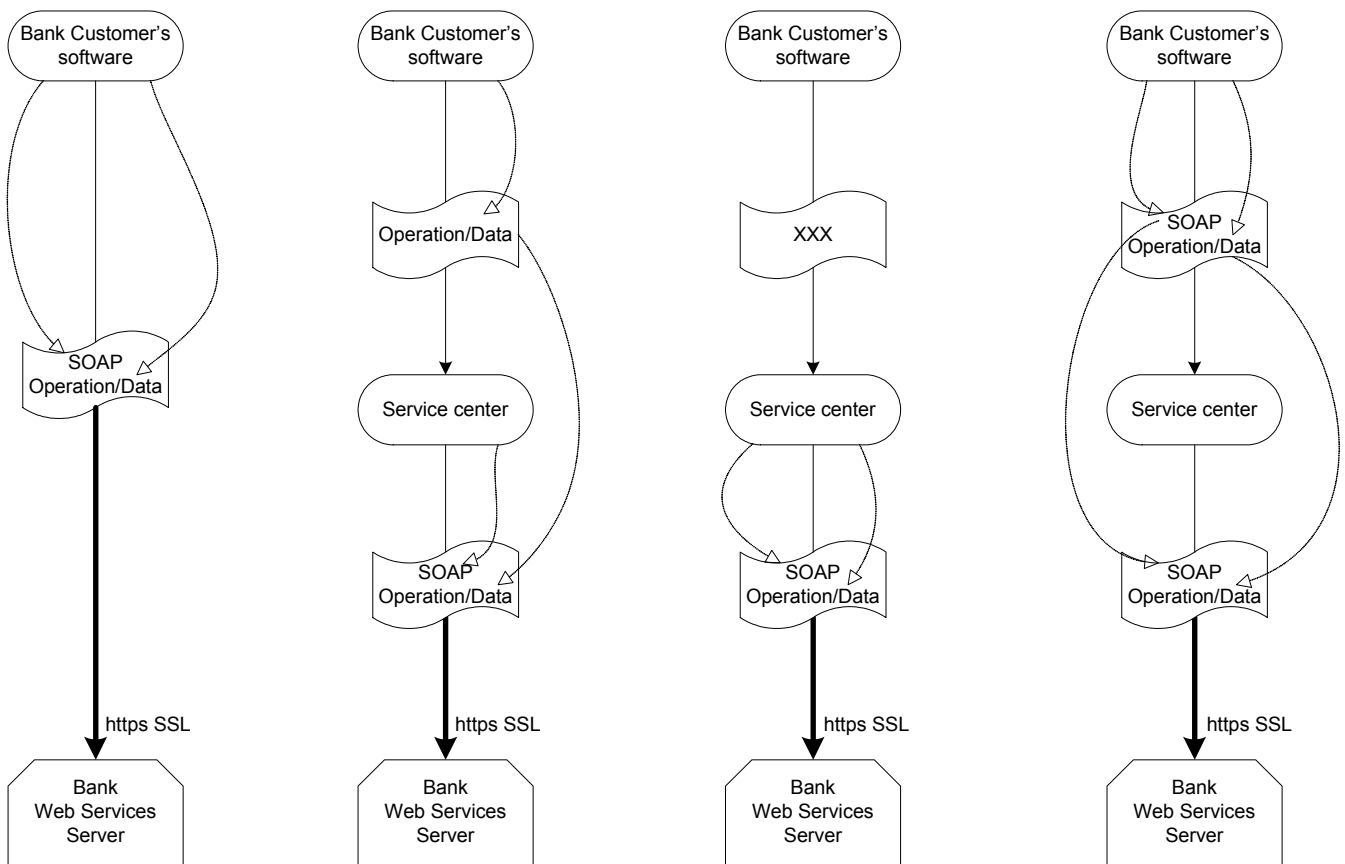 Bank Customer's
software
SOAP
Operation/Data
https SSL
Bank
Web Services
Server
Bank Customer's
software
Operation/Data
Service center
SOAP
Operation/Data
https SSL
Bank
Web Services
Server
Bank Customer's
software
XXX
Service center
SOAP
Operation/Data
https SSL
Bank
Web Services
Server
Bank Customer's
software
SOAP
Operation/Data
Service center
SOAP
Operation/Data
https SSL
Bank
Web Services
Server